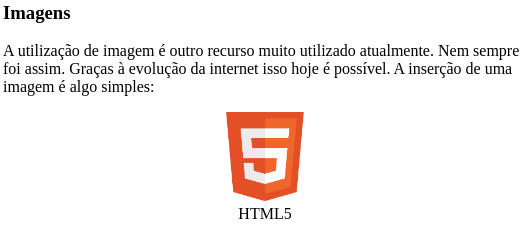 Imagens
A utilização de imagem é outro recurso muito utilizado atualmente. Nem sempre
foi assim. Graças à evolução da internet isso hoje é possível. A inserção de uma
imagem é algo simples:
5
HTML5